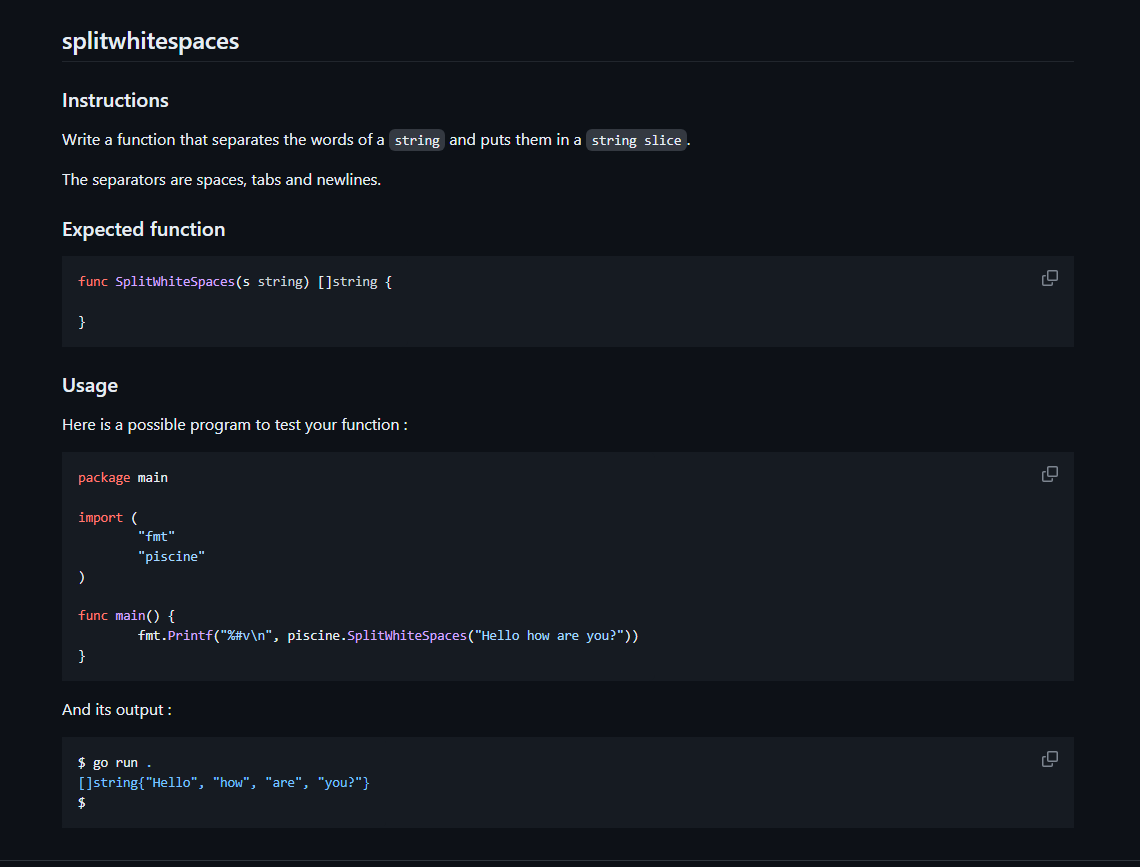 splitwhitespaces
Instructions
Write a function that separates the words of a string and puts them in a string slice.
The separators are spaces, tabs and newlines.
Expected function
func SplitWhiteSpaces(s string) []string {
}
Usage
Here is a possible program to test your function :
package main
import (
        "fmt"
        "piscine"
)
func main() {
        fmt.Printf("%#v\n", piscine.SplitWhiteSpaces("Hello how are you?"))
}
And its output :
$ go run .
[]string{"Hello", "how", "are", "you?"}
$